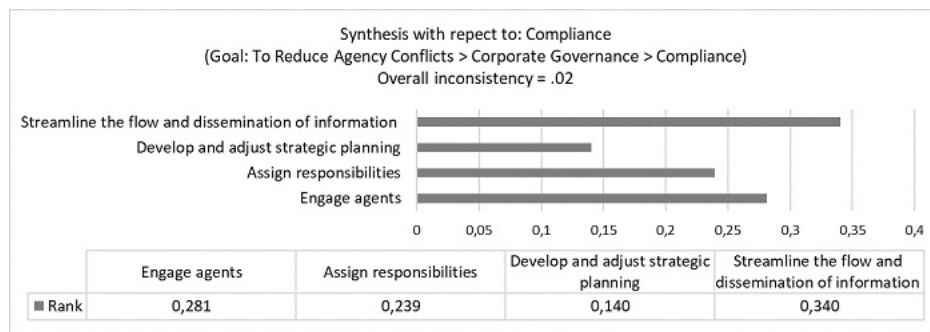 Synthesis with repect to: Compliance
(Goal: To Reduce Agency Conflicts > Corporate Governance > Compliance)
Overall inconsistency = .02
Streamline the flow and dissemination of information
Develop and adjust strategic planning
Assign responsibilities
Engage agents
0 0,05 0,1 0,15 0,2 0,25 0,3 0,35 0,4
Engage agents
Assign responsibilities
Develop and adjust strategic
planning
Streamline the flow and
dissemination of information
Rank 0,281 0,239 0,140 0,340